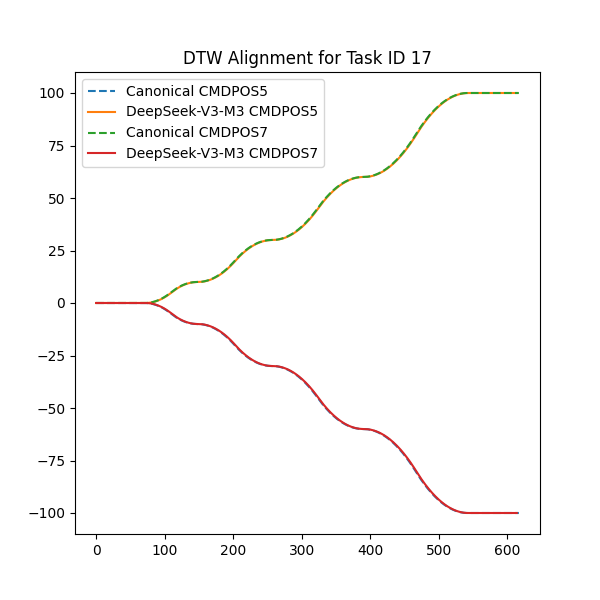 DTW Alignment for Task ID 17
Canonical CMDPOS5
DeepSeek-V3-M3 CMDPOS5
Canonical CMDPOS7
DeepSeek-V3-M3 CMDPOS7
100
75
50
25
0
−25
−50
−75
−100
0 100 200 300 400 500 600